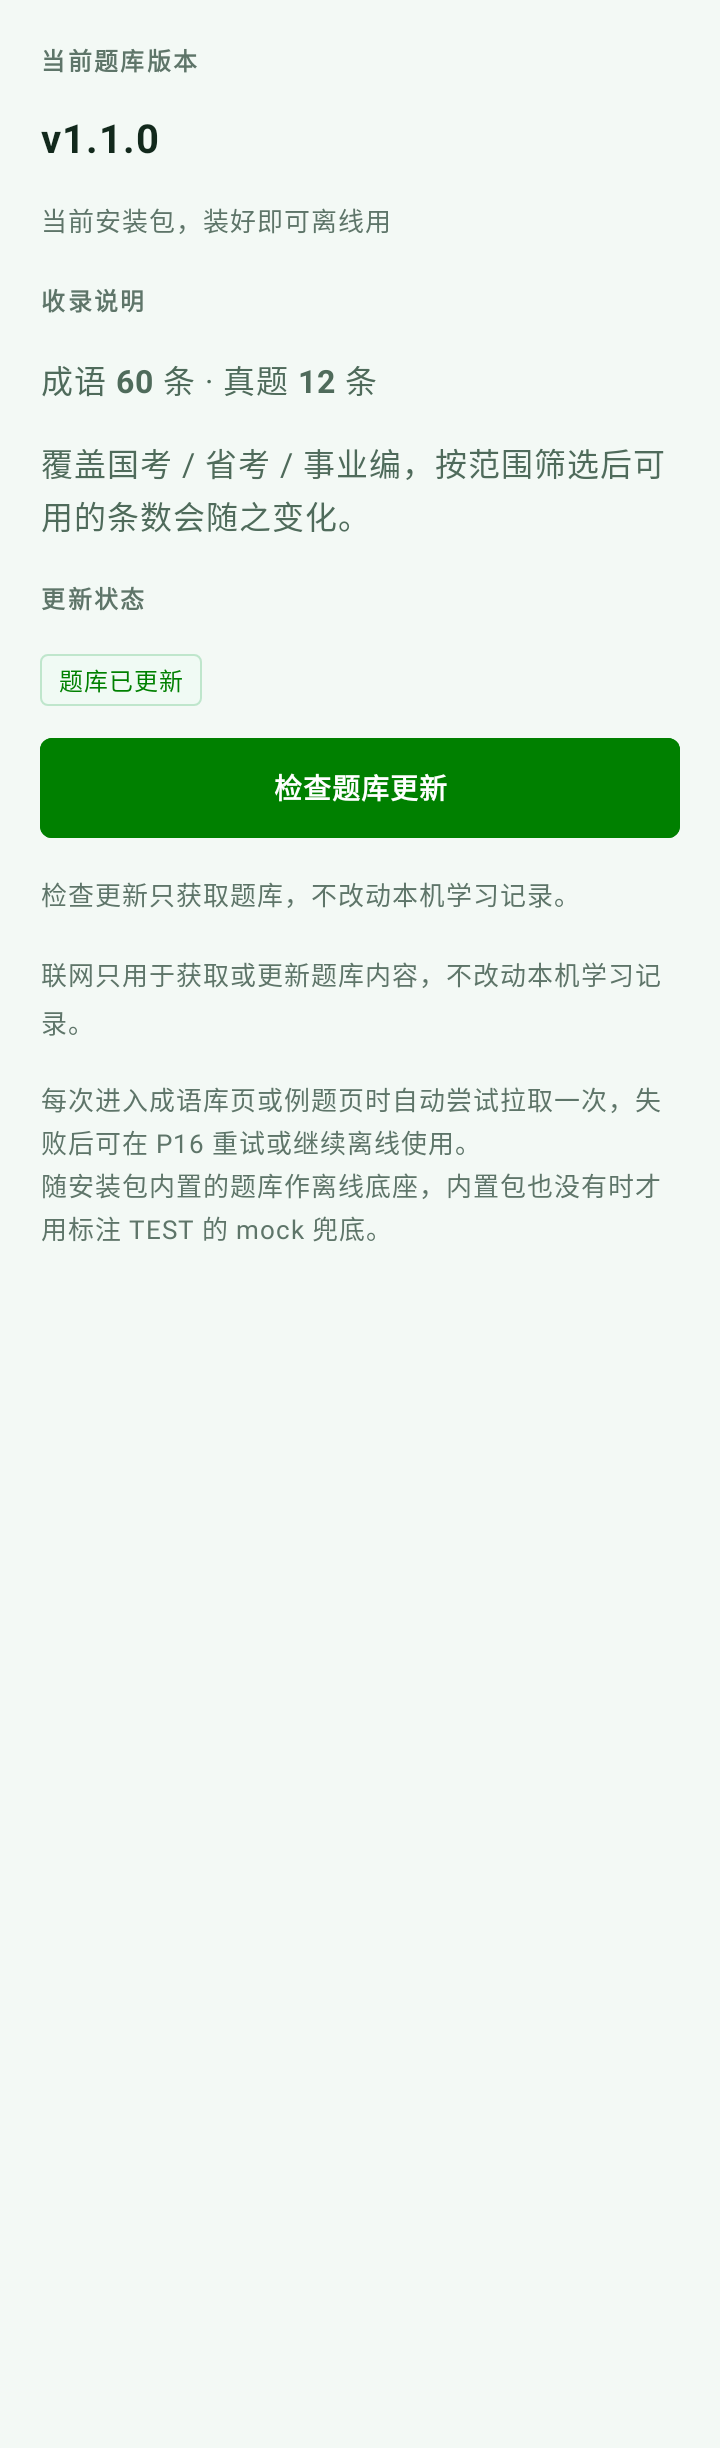 当前题库版本
v1.1.0
当前安装包，装好即可离线用
收录说明
成语 60 条 · 真题 12 条
覆盖国考 / 省考 / 事业编，按范围筛选后可
用的条数会随之变化。
更新状态
题库已更新
检查题库更新
检查更新只获取题库，不改动本机学习记录。
联网只用于获取或更新题库内容，不改动本机学习记
录。
每次进入成语库页或例题页时自动尝试拉取一次，失
败后可在 P16 重试或继续离线使用。
随安装包内置的题库作离线底座，内置包也没有时才
用标注 TEST 的 mock 兜底。